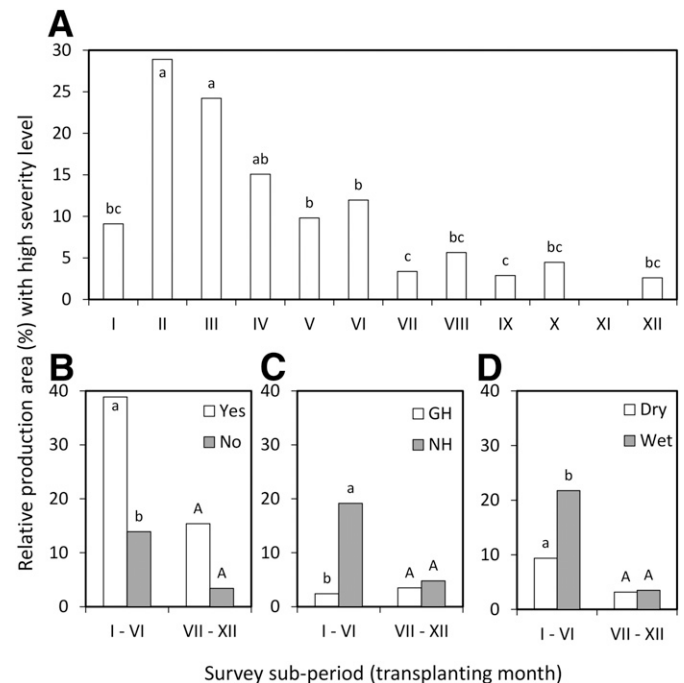 A
Relative production area (%) with high severity level
30
25
20
15
10
5
0
bc
a
a
ab
b
b
c
bc
c
bc
bc
I II III IV V VI VII VIII IX X XI XII
B
40
30
20
10
0
a
b
A
A
Yes
No
I - VI VII - XII
C
40
30
20
10
0
b
a
A A
GH
NH
I - VI VII - XII
D
40
30
20
10
0
a
b
A A
Dry
Wet
I - VI VII - XII
Survey sub-period (transplanting month)